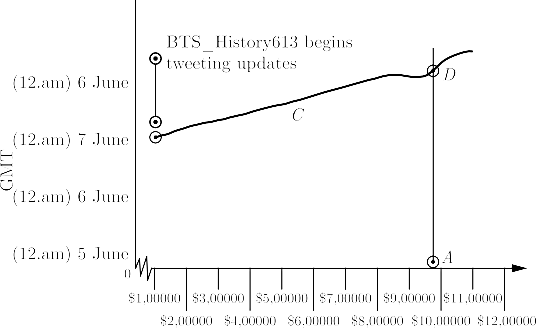 BTS_History613 begins
tweeting updates
(12.am) 6 June
D
C
(12.am) 7 June
GMT
(12.am) 6 June
(12.am) 5 June
A
0
$1.00000 $3.00000 $5.00000 $7.00000 $9.00000 $11.00000
$2.00000 $4.00000 $6.00000 $8.00000 $10.00000 $12.00000